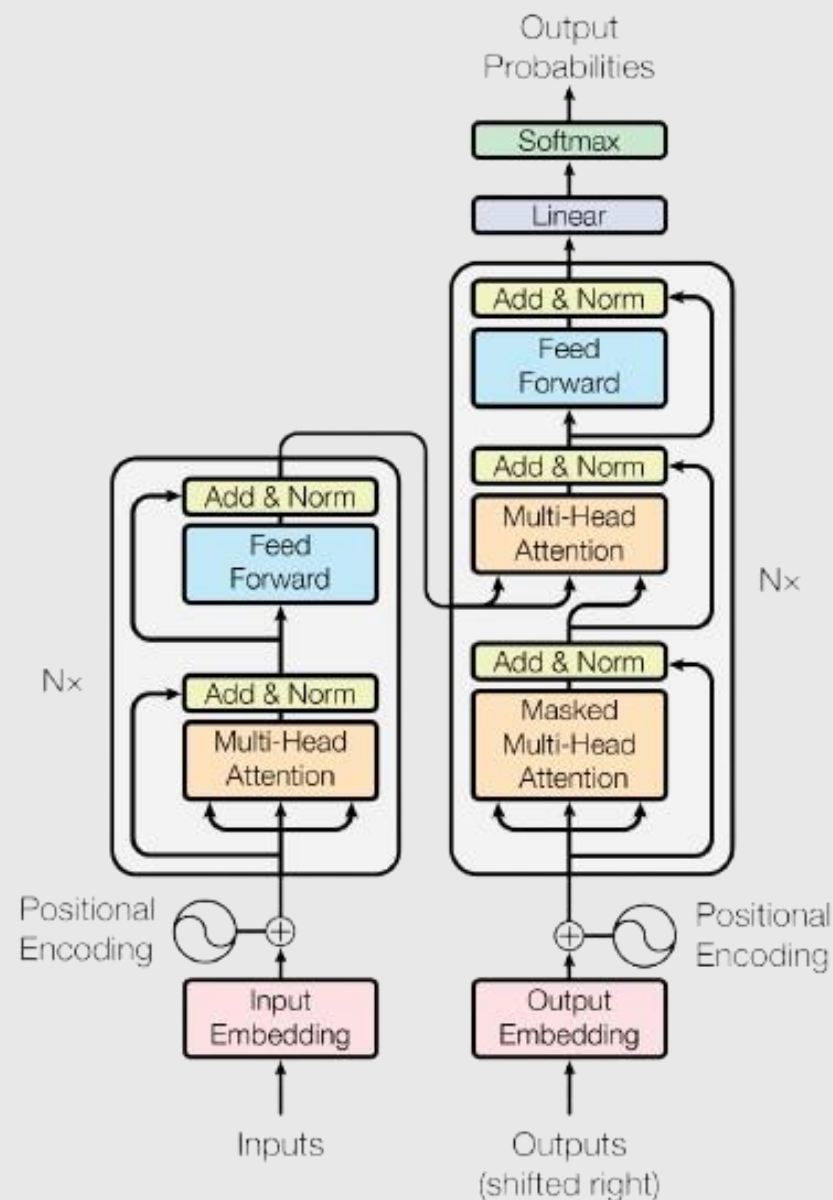 Output
Probabilities
Softmax
Linear
Add & Norm
Feed
Forward
Add & Norm
Multi-Head
Attention
Nx
Add & Norm
Masked
Multi-Head
Attention
Add & Norm
Feed
Forward
Nx
Add & Norm
Multi-Head
Attention
Positional
Encoding
Positional
Encoding
Input
Embedding
Output
Embedding
Inputs
Outputs
(shifted right)